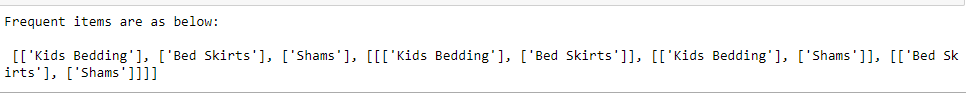 Frequent items are as below:
[['Kids Bedding'], ['Bed Skirts'], ['Shams'], [[['Kids Bedding'], ['Bed Skirts']], [['Kids Bedding'], ['Shams']], [['Bed Sk
irts'], ['Shams']]]]